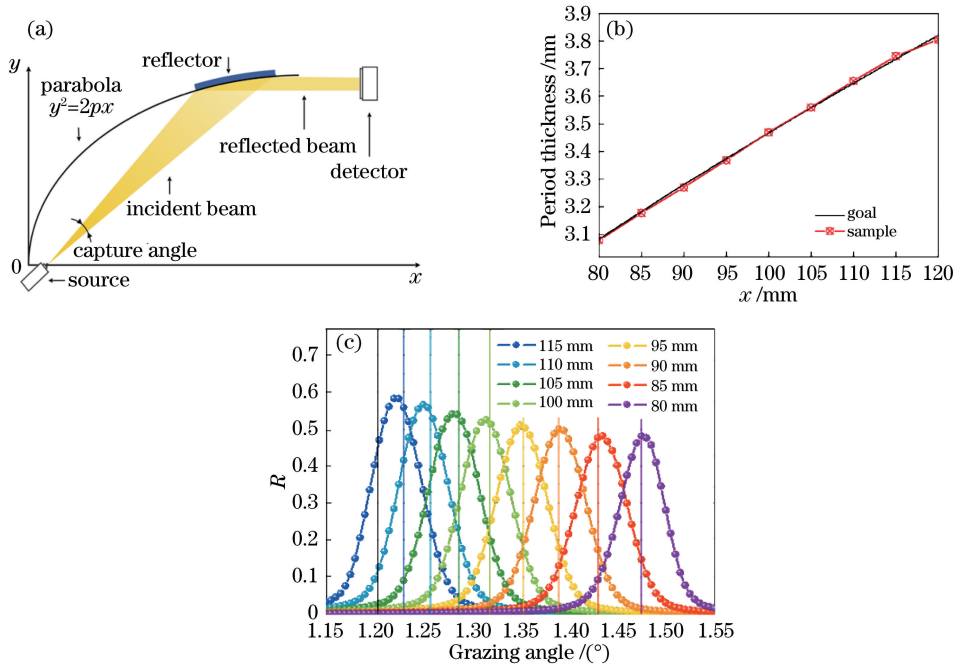 (a)
y
reflector
parabola
y²=2px
reflected beam
detector
incident beam
capture angle
0
source
x
(b)
Period thickness /nm
3.9
3.8
3.7
3.6
3.5
3.4
3.3
3.2
3.1
goal
sample
80 85 90 95 100 105 110 115 120
x /mm
(c)
R
0.7
0.6
0.5
0.4
0.3
0.2
0.1
0
115 mm
110 mm
105 mm
100 mm
95 mm
90 mm
85 mm
80 mm
1.15 1.20 1.25 1.30 1.35 1.40 1.45 1.50 1.55
Grazing angle /(°)